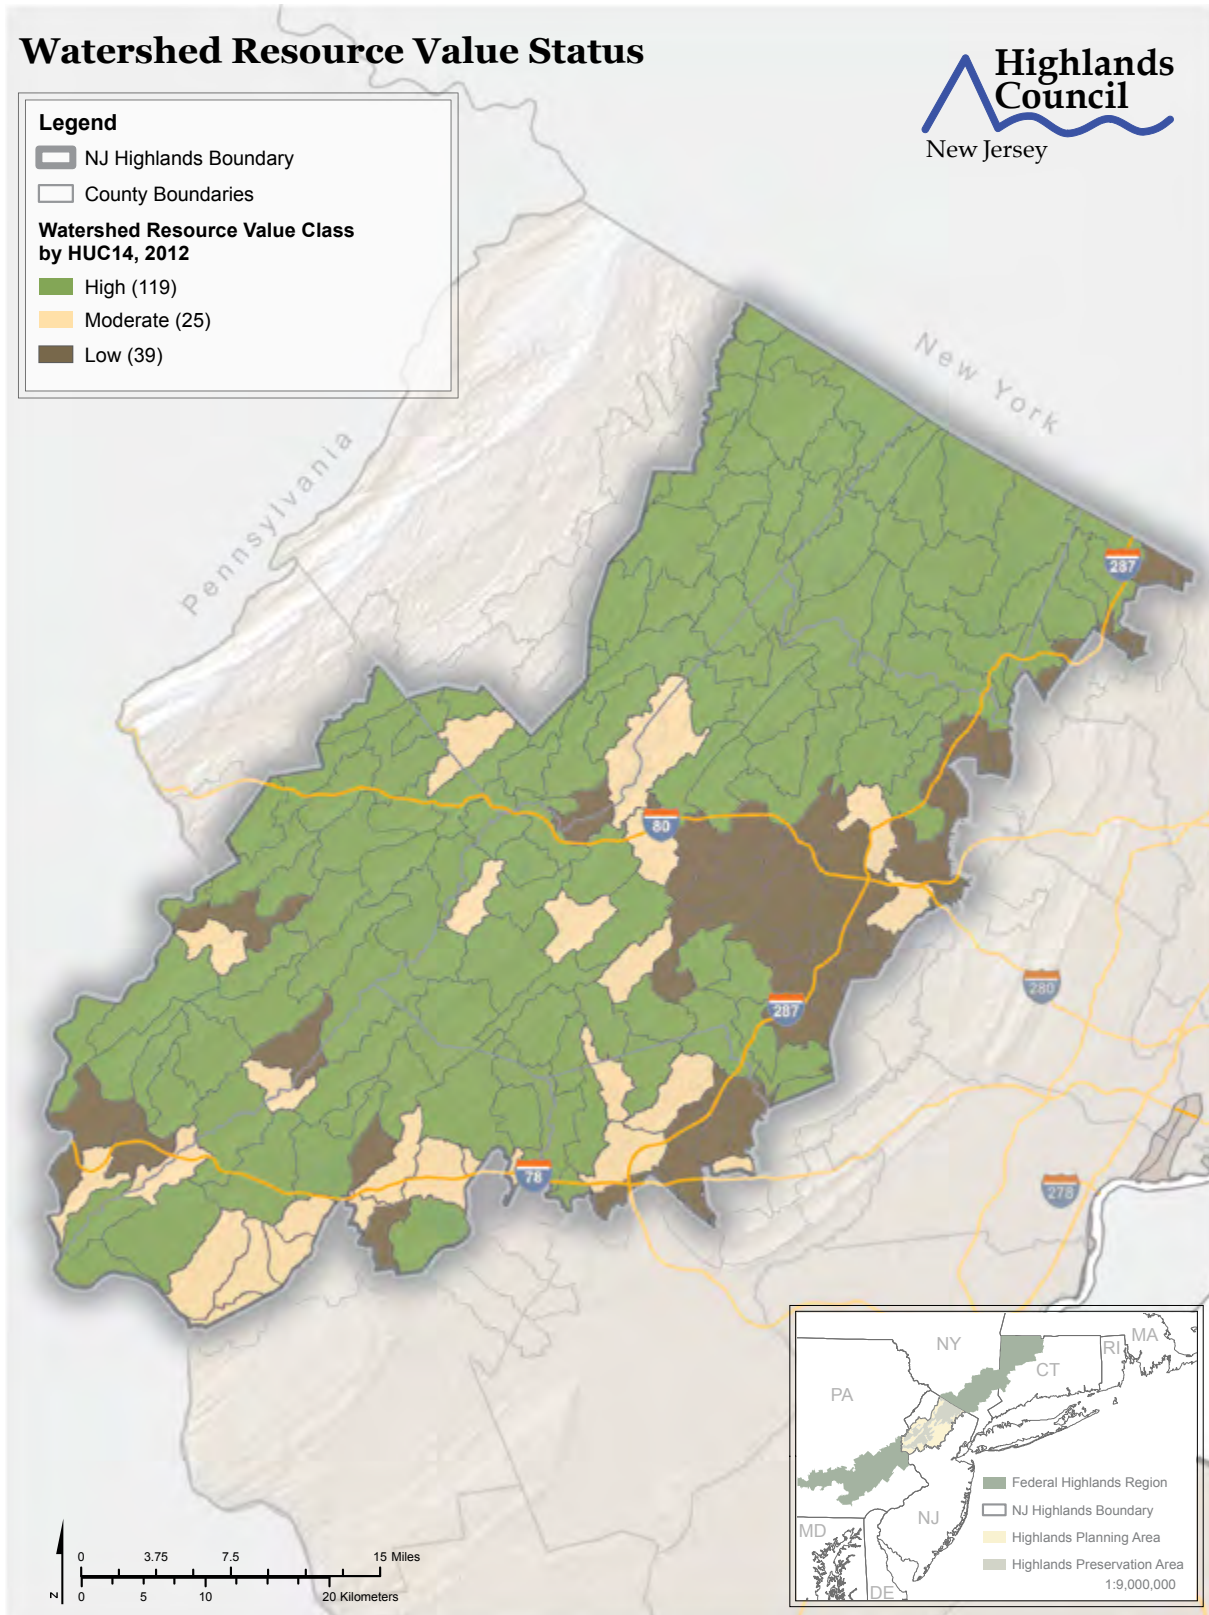 Watershed Resource Value Status
Highlands
Council
New Jersey
Legend
NJ Highlands Boundary
County Boundaries
Watershed Resource Value Class
by HUC14, 2012
High (119)
Moderate (25)
Low (39)
New York
Pennsylvania
287
80
280
287
78
278
NY
MA
RI
CT
PA
NJ
MD
DE
Federal Highlands Region
NJ Highlands Boundary
Highlands Planning Area
Highlands Preservation Area
1:9,000,000
N
0 3.75 7.5 15 Miles
0 5 10 20 Kilometers